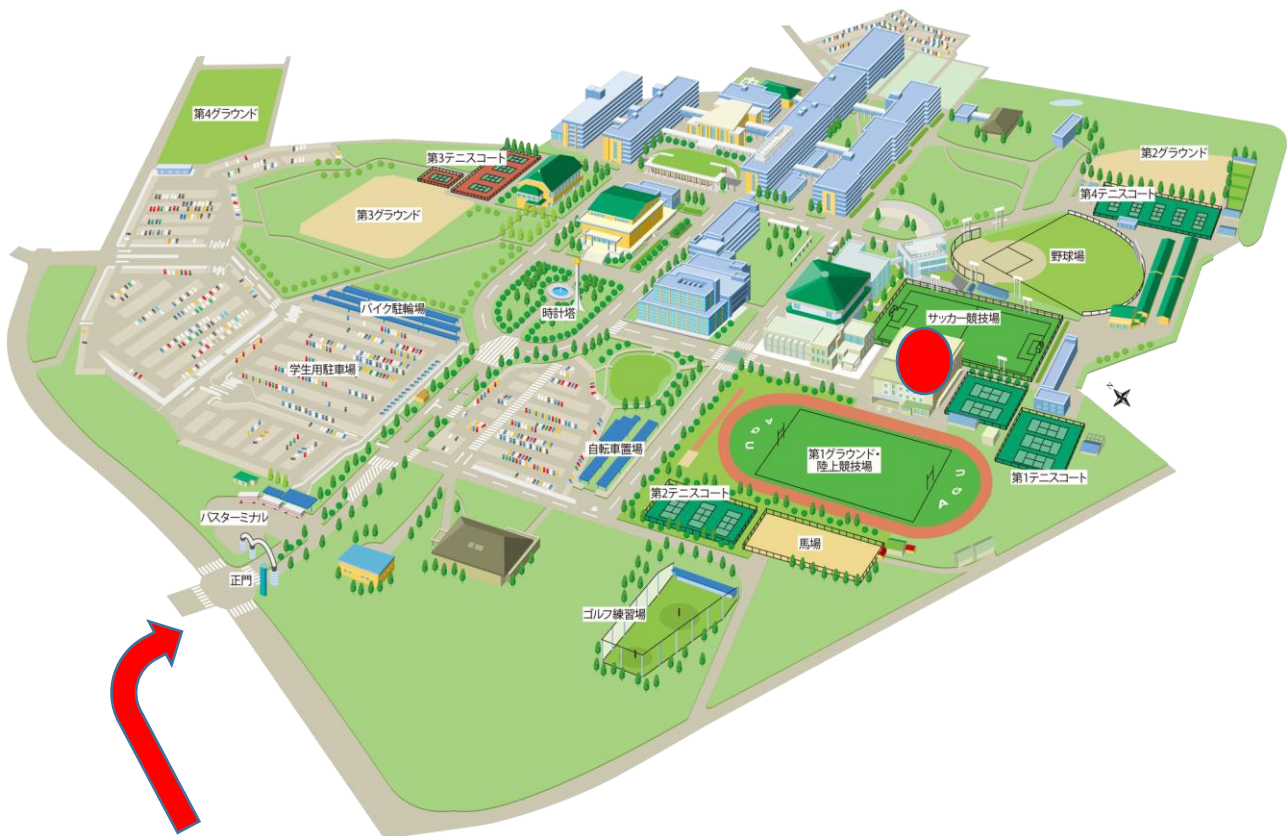 第4グラウンド
第3テニスコート
第2グラウンド
第4テニスコート
第3グラウンド
野球場
バイク駐輪場
時計塔
サッカー競技場
学生用駐車場
自転車置場
第1グラウンド・
陸上競技場
第1テニスコート
第2テニスコート
バスターミナル
馬場
正門
ゴルフ練習場